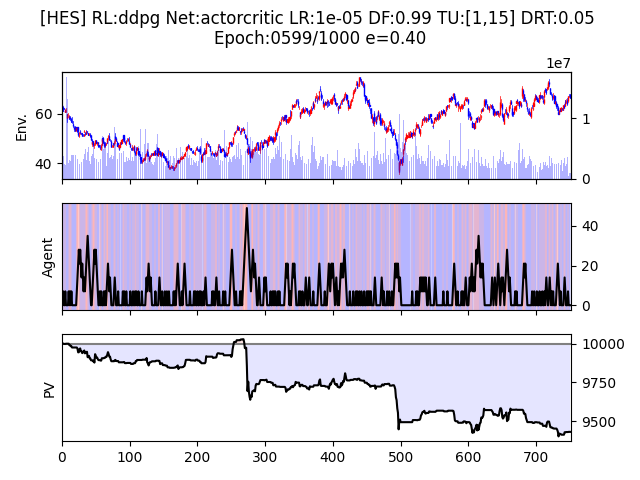 [HES] RL:ddpg Net:actorcritic LR:1e-05 DF:0.99 TU:[1,15] DRT:0.05
Epoch:0599/1000 e=0.40
1e7
Env.
60
40
1
0
Agent
40
20
0
PV
10000
9750
9500
0 100 200 300 400 500 600 700